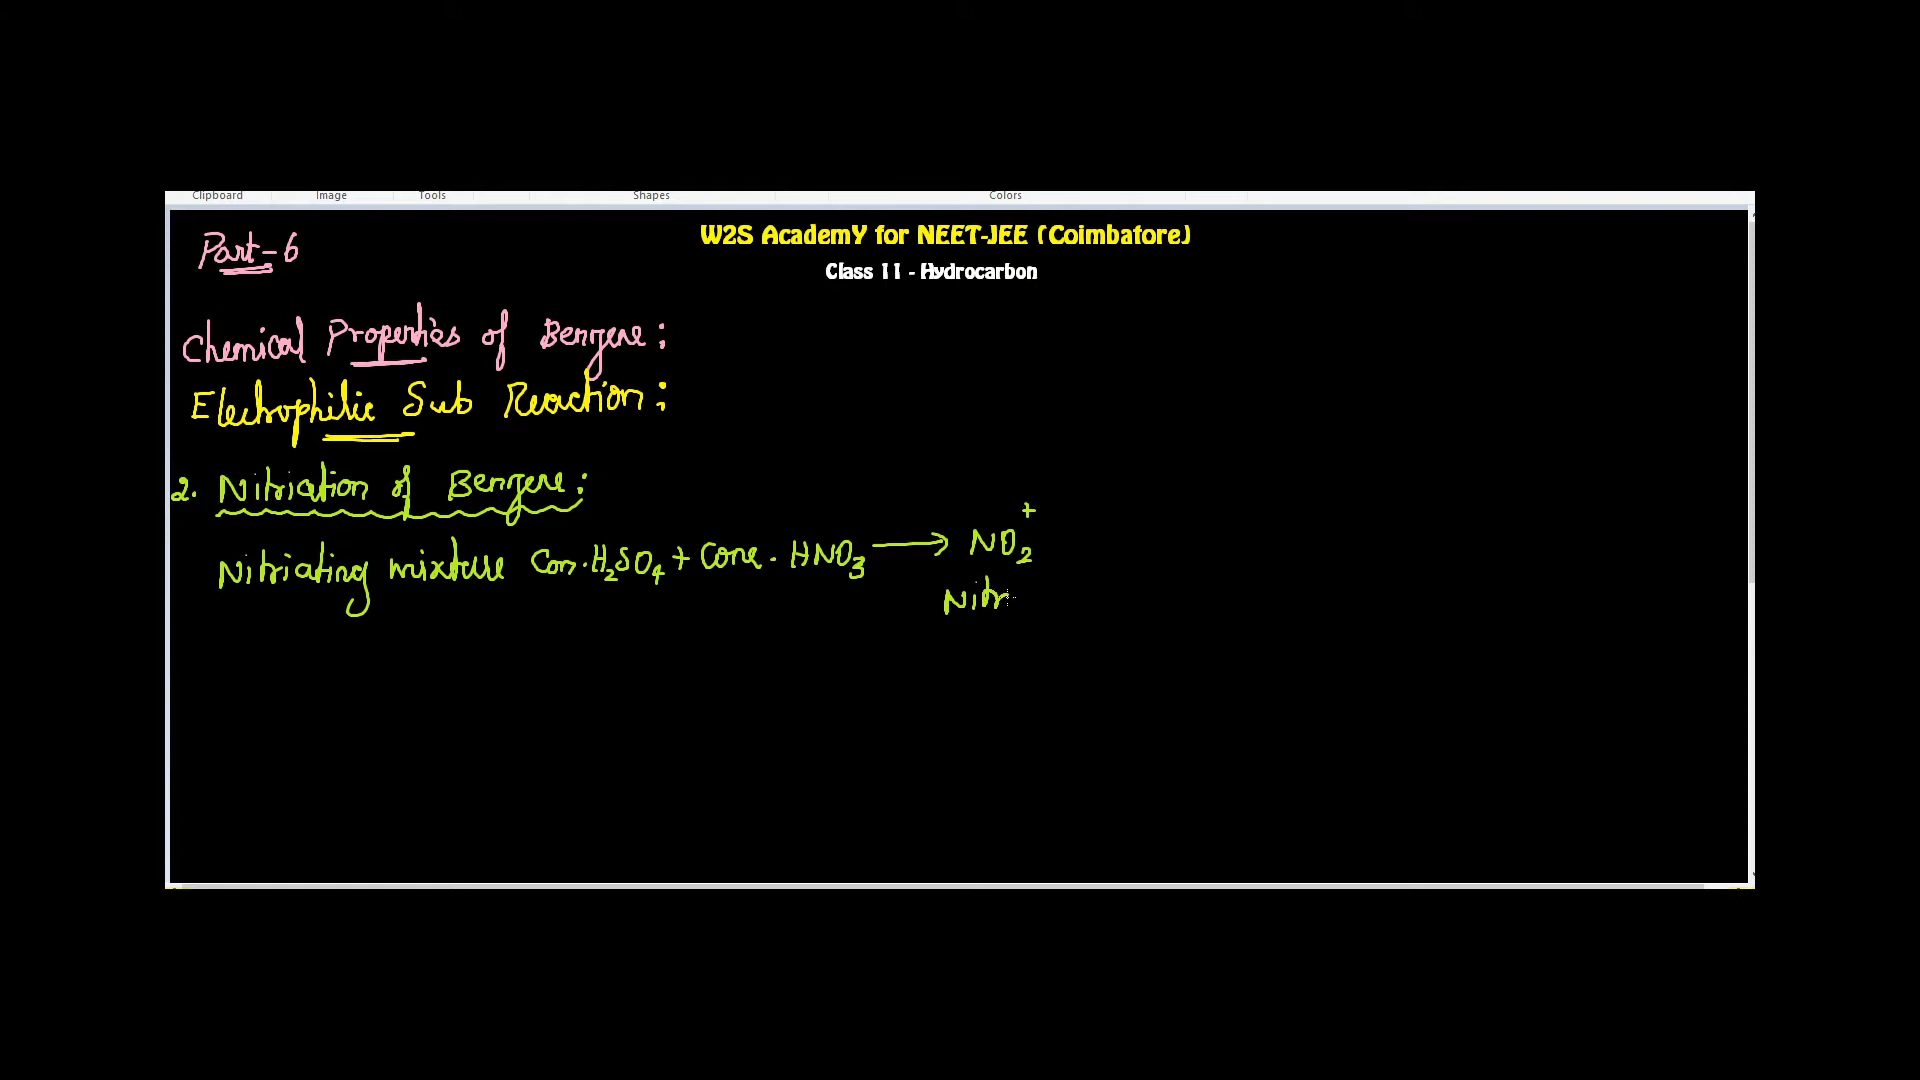 Clipboard Image Tools Shapes Colors
W2S AcademY for NEET-JEE (Coimbatore)
Part-6
Class 11 - Hydrocarbon
Chemical Properties of Benzene:
Electrophilic Sub Reaction:
2. Nitriation of Benzene:
Nitriating mixture Con. H₂SO₄ + Conc. HNO₃ → NO₂⁺
Nitr